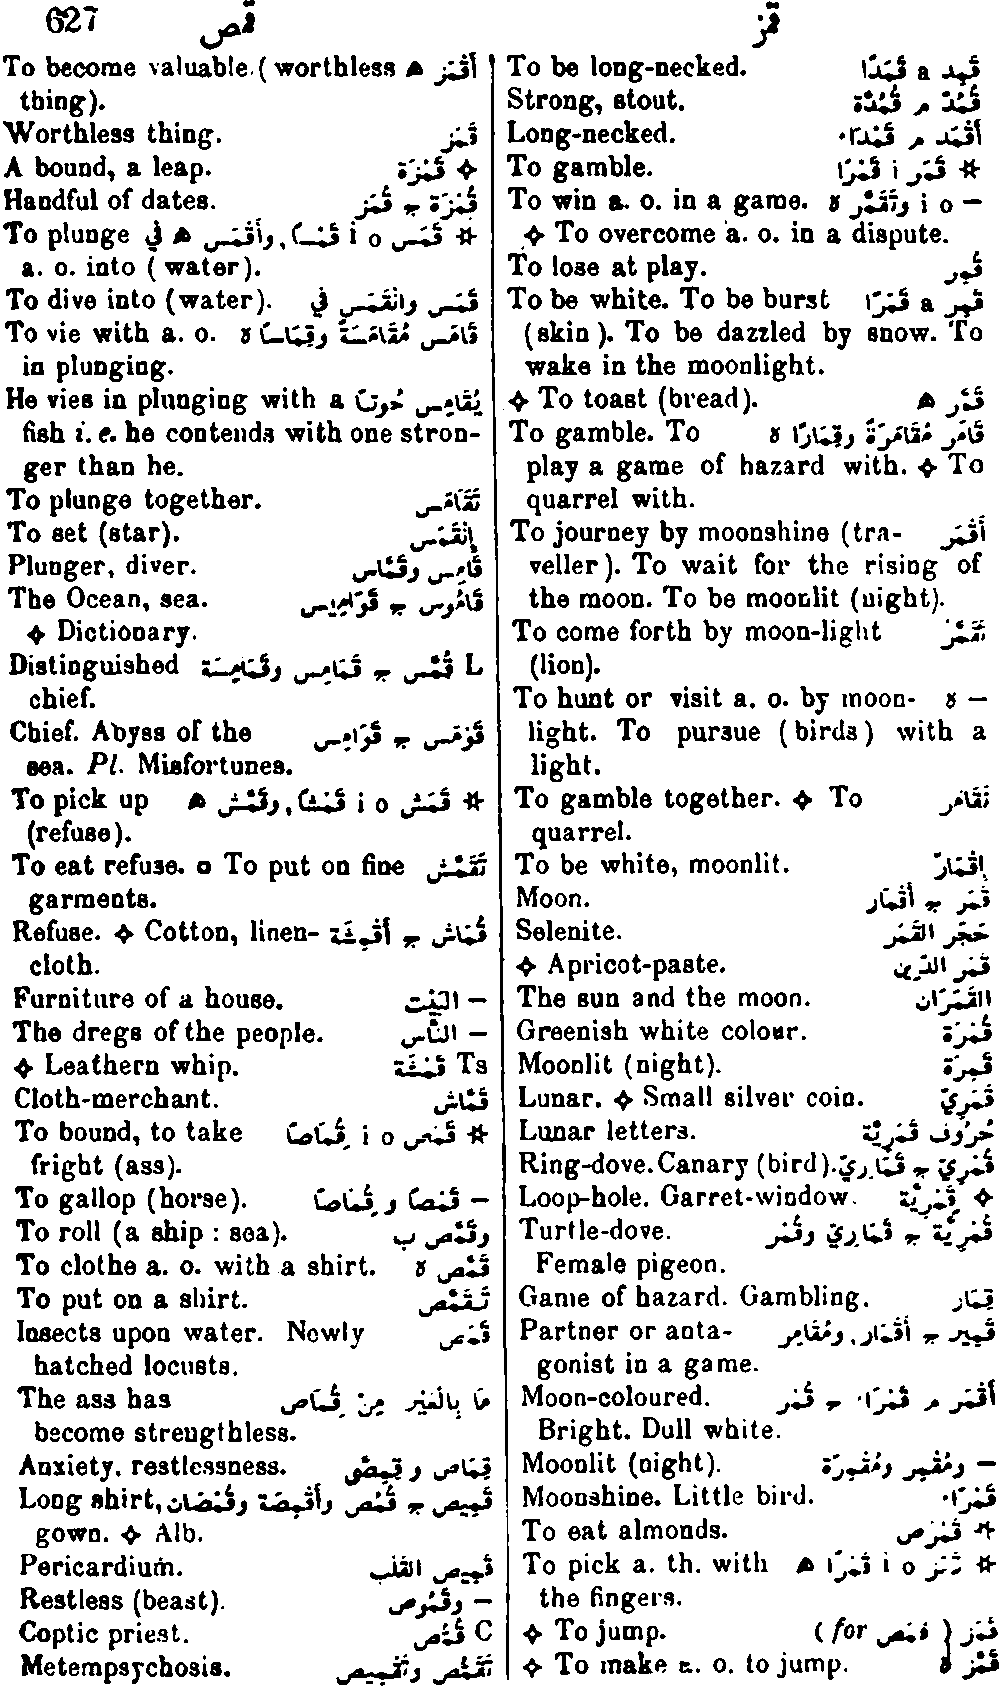 627 قمص قمز
To be long-necked. قَمِد a قَمَدًا
Strong, stout. قُمُدّ م قُمُدَّة
Long-necked. أَقْمَد م قَمْدَاء
To gamble. ✻ قَمَر i قَمْرًا
To win a. o. in a game. – i o وتَقَمَّر ه
✧ To overcome a. o. in a dispute.
To lose at play. قُمِر
To be white. To be burst قَمِر a قَمَرًا
(skin). To be dazzled by snow. To
wake in the moonlight.
✧ To toast (bread). قَمَّر ه
To gamble. To قَامَر مُقَامَرَةً وقِمَارًا ه
play a game of hazard with. ✧ To
quarrel with.
To journey by moonshine (tra- أَقْمَر
veller). To wait for the rising of
the moon. To be moonlit (night).
To come forth by moon-light تَقَمَّر
(lion).
To hunt or visit a. o. by moon- – ه
light. To pursue (birds) with a
light.
To gamble together. ✧ To تَقَامَر
quarrel.
To be white, moonlit. إِقْمَارَّ
Moon. قَمَر ج أَقْمَار
Selenite. حَجَر القَمَر
✧ Apricot-paste. قَمَر الدِّين
The sun and the moon. القَمَرَان
Greenish white colour. قُمْرَة
Moonlit (night). قَمِرَة
Lunar. ✧ Small silver coin. قَمَرِيّ
Lunar letters. حُرُوف قَمَرِيَّة
Ring-dove. Canary (bird). قُمْرِيّ ج قَمَارِيّ
Loop-hole. Garret-window. ✧ قَمَرِيَّة
Turtle-dove. قُمْرِيَّة ج قَمَارِيّ وقُمْر
Female pigeon.
Game of hazard. Gambling. قِمَار
Partner or anta- قَمِير ج أَقْمَار, ومُقَامِر
gonist in a game.
Moon-coloured. أَقْمَر م قَمْرَاء ج قُمْر
Bright. Dull white.
Moonlit (night). – ومُقْمِر ومُقْمِرَة
Moonshine. Little bird. قَمْرَاء
To eat almonds. ✻ قَمْرَص
To pick a. th. with ✻ قَمَز i o قَمْزًا ه
the fingers.
✧ To jump. قَمَز } (for قمص)
✧ To make a. o. to jump. قَمَّز ه
To become valuable (worthless أَقْمَز ه
thing).
Worthless thing. قَمَز
A bound, a leap. ✧ قَمْزَة
Handful of dates. قُمْزَة ج قُمَز
To plunge ✻ قَمَس i o قَمْسًا, وأَقْمَس ه في
a. o. into (water).
To dive into (water). قَمَس وانْقَمَس في
To vie with a. o. قَامَس مُقَامَسَةً وقِمَاسًا ه
in plunging.
He vies in plunging with a يُقَامِس حُوتًا
fish i. e. he contends with one stron-
ger than he.
To plunge together. تَقَامَس
To set (star). إِنْقَمَس
Plunger, diver. قَامِس وقَمَّاس
The Ocean, sea. قَامُوس ج قَوَامِيس
✧ Dictionary.
Distinguished L قُمَّس ج قَمَامِس وقَمَامِسَة
chief.
Chief. Abyss of the قَوْمَس ج قَوَامِس
sea. Pl. Misfortunes.
To pick up ✻ قَمَش i o قَمْشًا, وقَمَّش ه
(refuse).
To eat refuse. □ To put on fine تَقَمَّش
garments.
Refuse. ✧ Cotton, linen- قُمَاش ج أَقْمِشَة
cloth.
Furniture of a house. – البَيْت
The dregs of the people. – النَّاس
✧ Leathern whip. Ts قَمْشَة
Cloth-merchant. قَمَّاش
To bound, to take ✻ قَمَص i o قِمَاصًا
fright (ass).
To gallop (horse). – قَمْصًا و قُِمَاصًا
To roll (a ship : sea). وقَمَّص ب
To clothe a. o. with a shirt. قَمَّص ه
To put on a shirt. تَقَمَّص
Insects upon water. Newly قَمَص
hatched locusts.
The ass has مَا بِالْعَيْر مِنْ قُِمَاص
become strengthless.
Anxiety, restlessness. قِمَاص و قِمِصَّى
Long shirt, قَمِيص ج قُمُص وأَقْمِصَة وقُمْصَان
gown. ✧ Alb.
Pericardium. قَمِيص القَلْب
Restless (beast). – وقَمُوص
Coptic priest. C قُمُّص
Metempsychosis. تَقَمُّص وتَقْمِيص